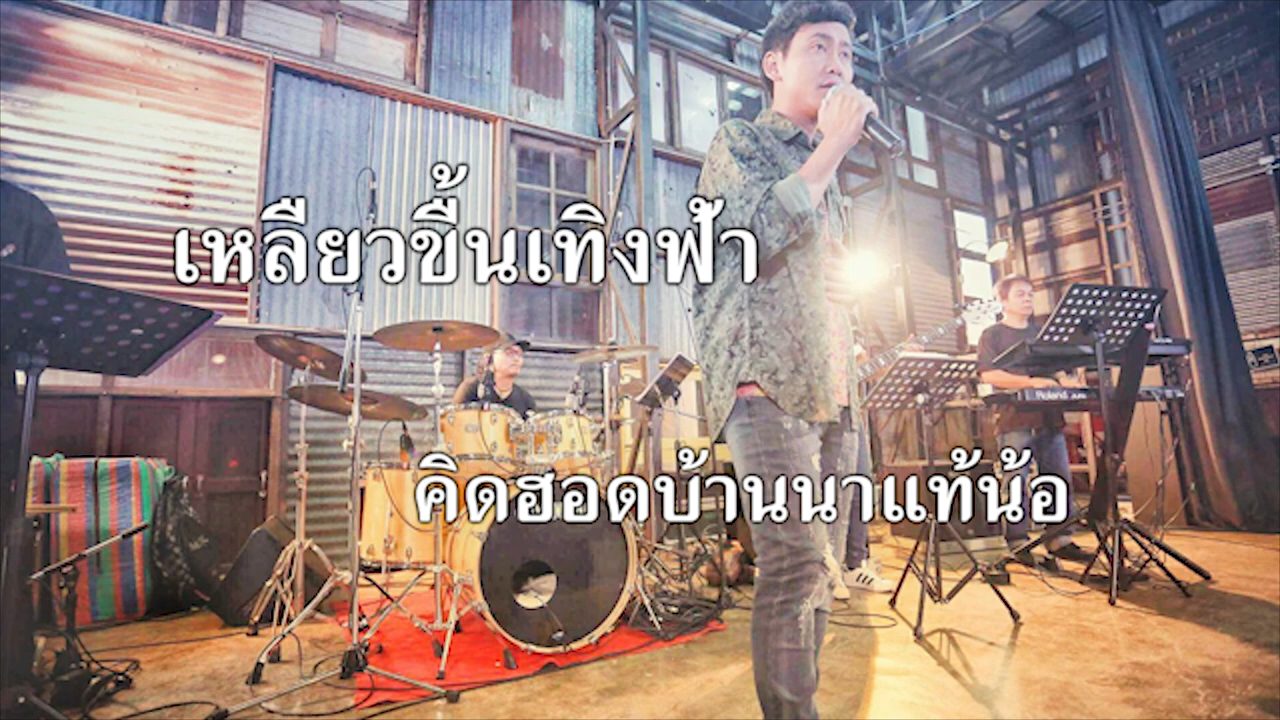 เหลียวขึ้นเทิงฟ้า
คิดฮอดบ้านนาแท้น้อ
Roland